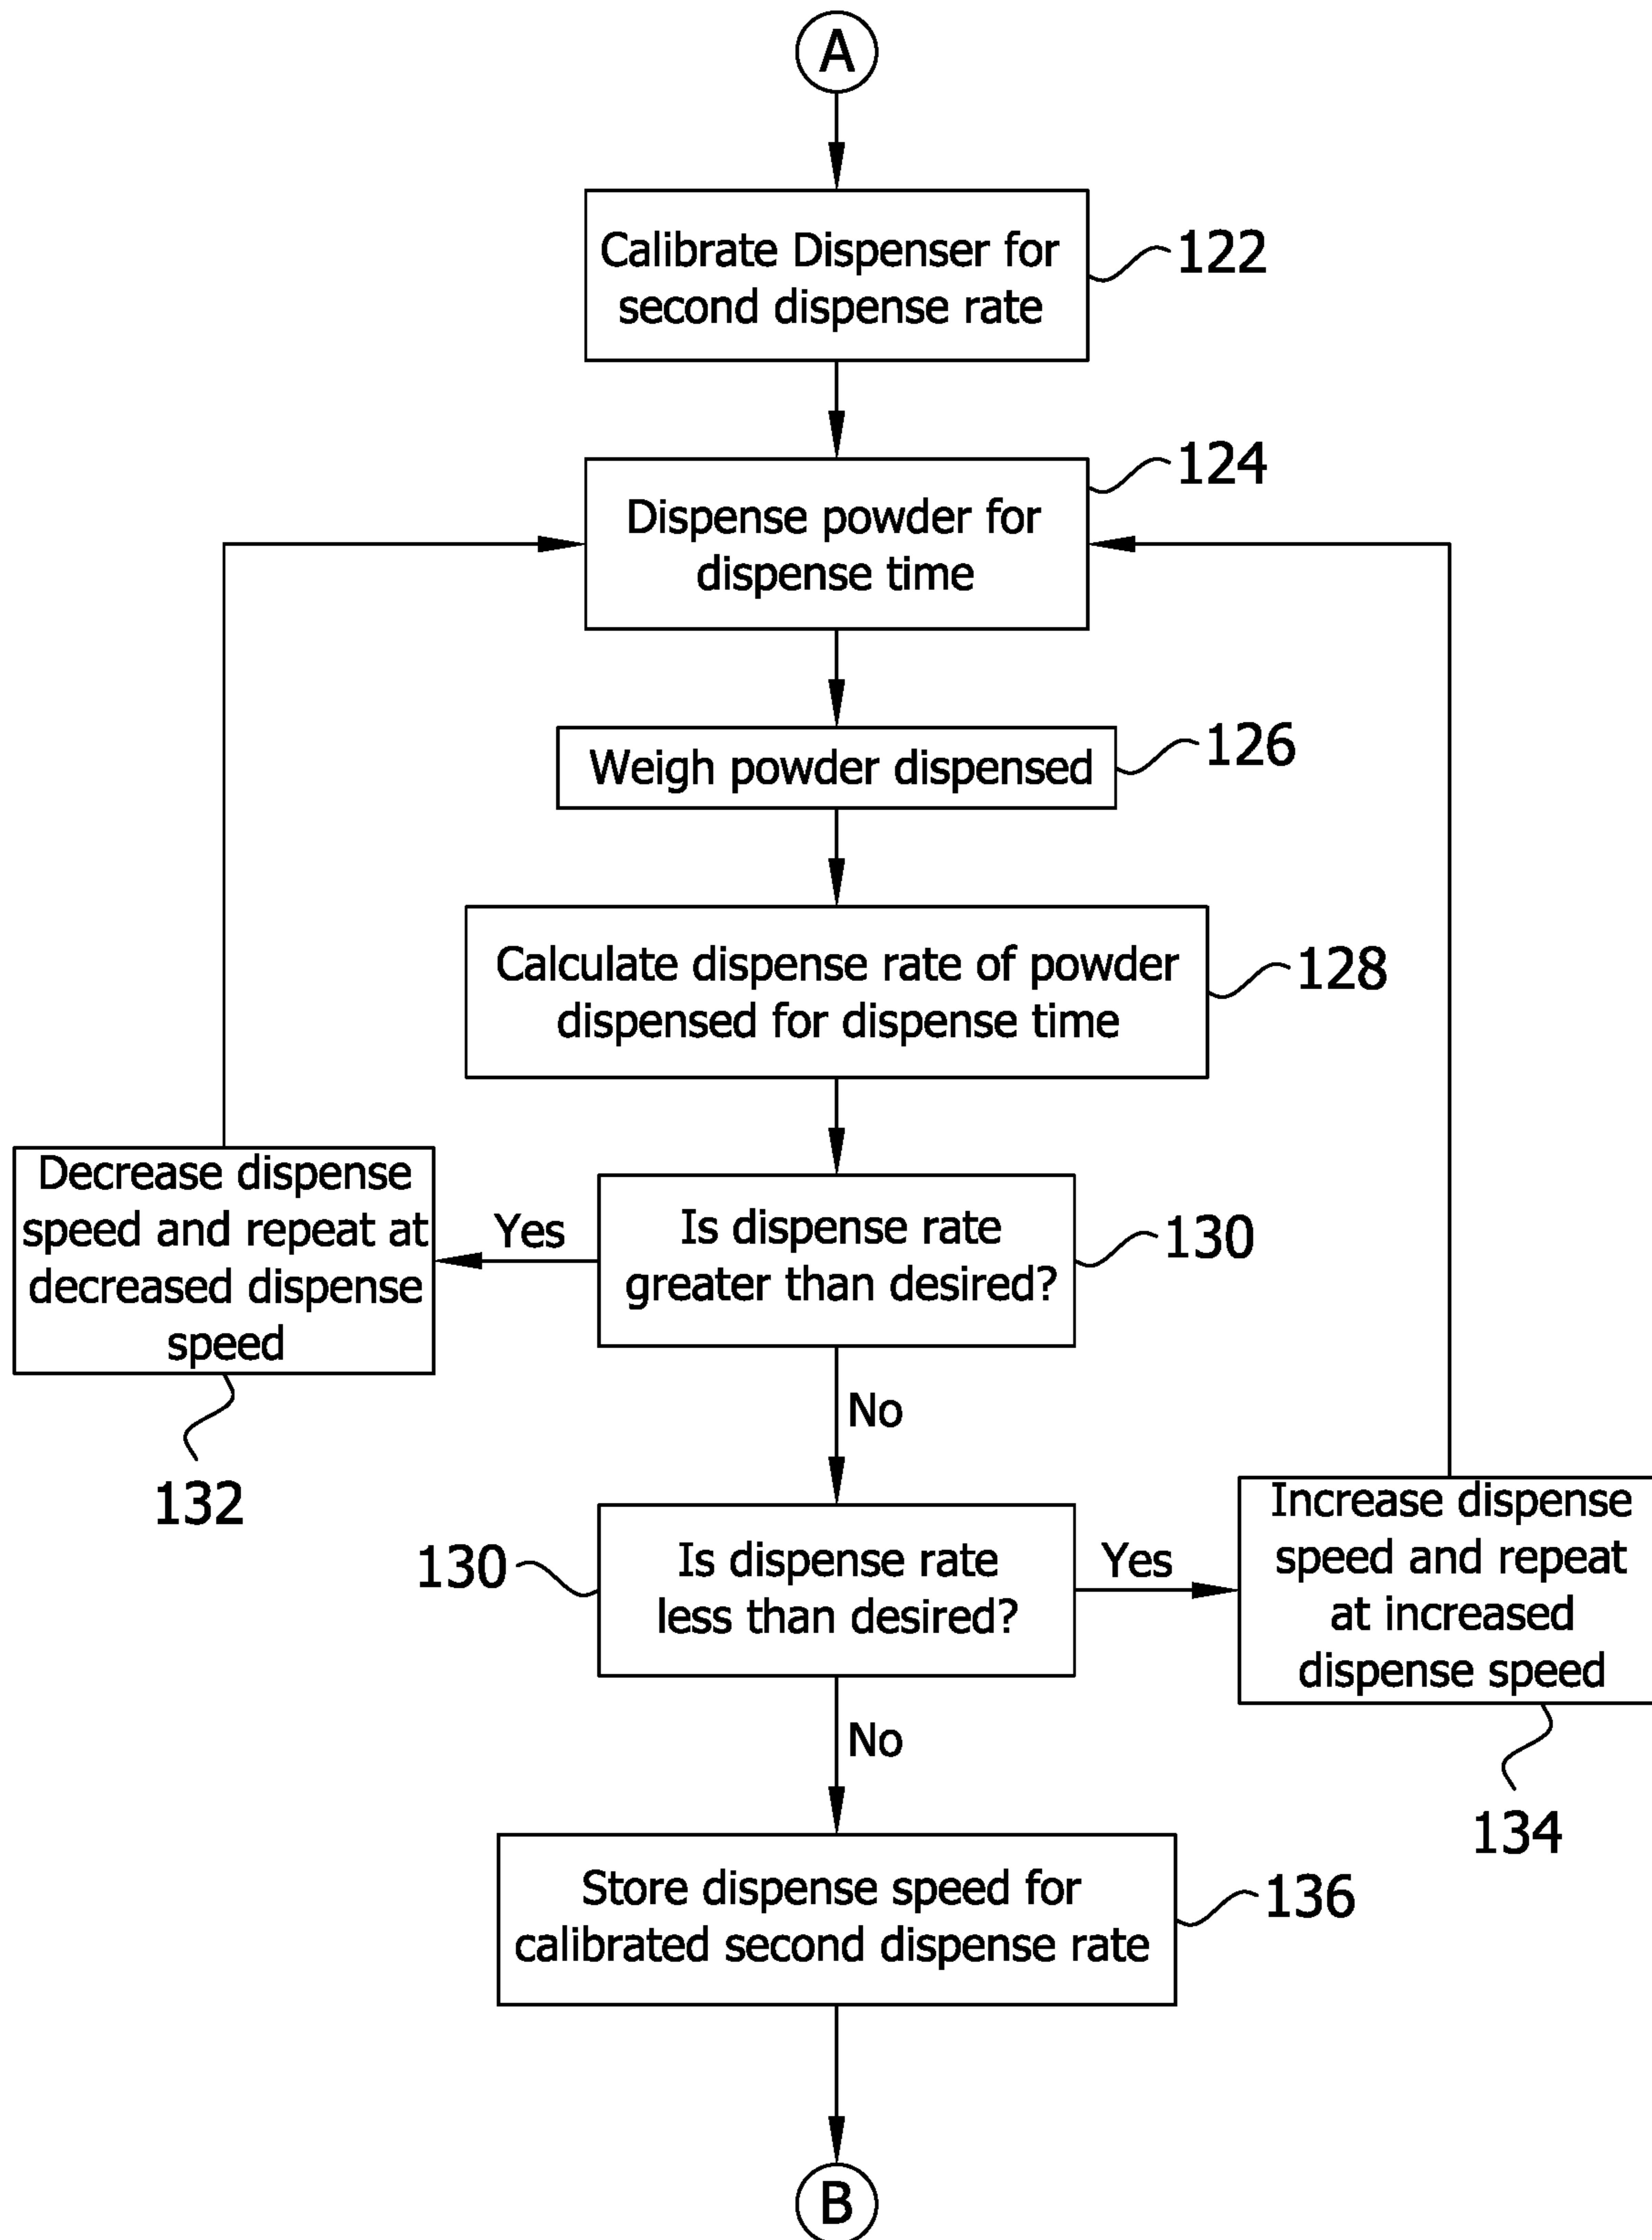 A
Calibrate Dispenser for
second dispense rate
122
124
Dispense powder for
dispense time
Weigh powder dispensed
126
Calculate dispense rate of powder
dispensed for dispense time
128
Decrease dispense
speed and repeat at
decreased dispense
speed
132
Yes
Is dispense rate
greater than desired?
130
No
130
Is dispense rate
less than desired?
Yes
Increase dispense
speed and repeat
at increased
dispense speed
134
No
Store dispense speed for
calibrated second dispense rate
136
B